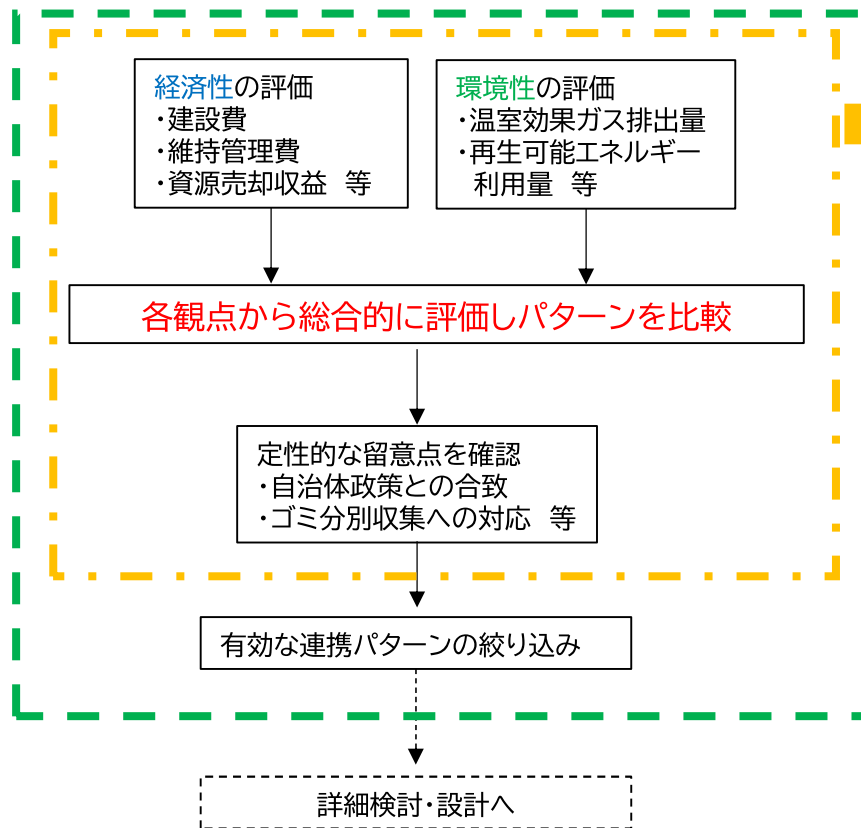 経済性の評価
・建設費
・維持管理費
・資源売却収益　等
環境性の評価
・温室効果ガス排出量
・再生可能エネルギー
利用量　等
各観点から総合的に評価しパターンを比較
定性的な留意点を確認
・自治体政策との合致
・ゴミ分別収集への対応　等
有効な連携パターンの絞り込み
詳細検討・設計へ